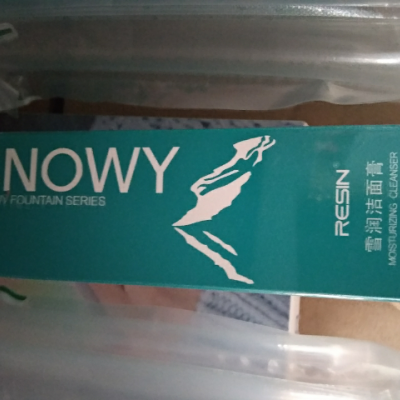 NOWY
FOUNTAIN SERIES
RESIN
雪润洁面膏
MOISTURIZING CLEANSER